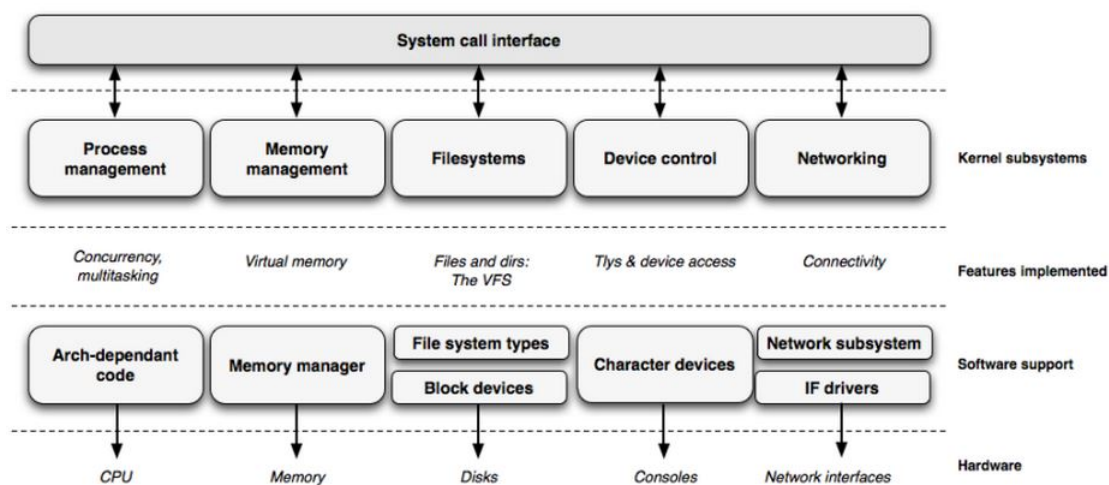 System call interface
Process
management
Memory
management
Filesystems
Device control
Networking
Kernel subsystems
Concurrency,
multitasking
Virtual memory
Files and dirs:
The VFS
Tlys & device access
Connectivity
Features implemented
Arch-dependant
code
Memory manager
File system types
Block devices
Character devices
Network subsystem
IF drivers
Software support
CPU
Memory
Disks
Consoles
Network interfaces
Hardware